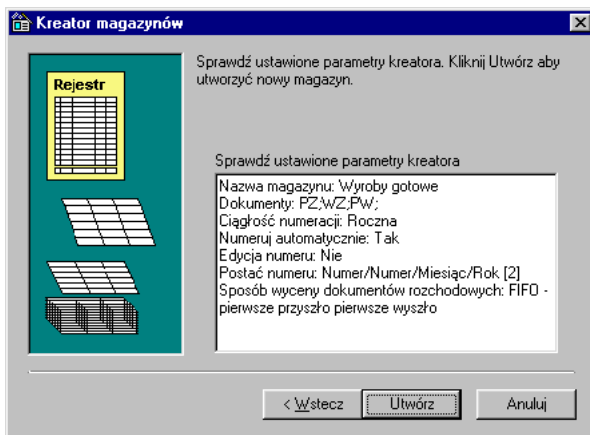 Kreator magazynów
Sprawdź ustawione parametry kreatora. Kliknij Utwórz aby
utworzyć nowy magazyn.
Rejestr
Sprawdź ustawione parametry kreatora
Nazwa magazynu: Wyroby gotowe
Dokumenty: PZ;WZ;PW;
Ciągłość numeracji: Roczna
Numeruj automatycznie: Tak
Edycja numeru: Nie
Postać numeru: Numer/Numer/Miesiąc/Rok [2]
Sposób wyceny dokumentów rozchodowych: FIFO -
pierwsze przyszło pierwsze wyszło
< Wstecz
Utwórz
Anuluj